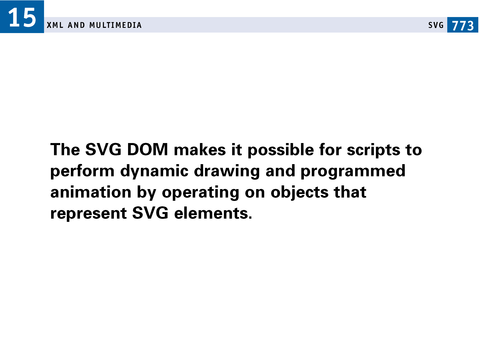 15
XML AND MULTIMEDIA SVG 773
The SVG DOM makes it possible for scripts to
perform dynamic drawing and programmed
animation by operating on objects that
represent SVG elements.